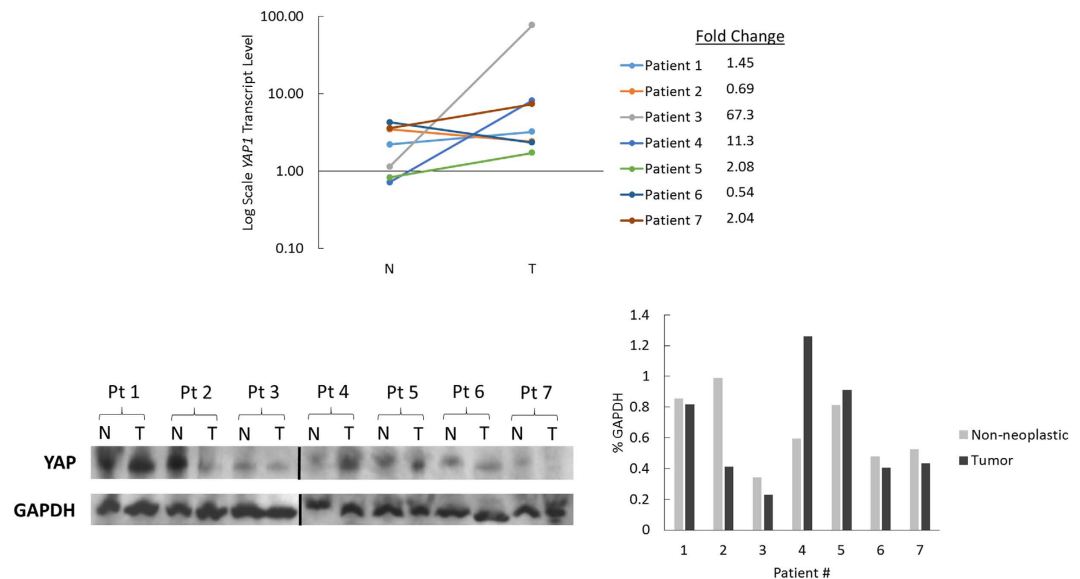 100.00
10.00
1.00
0.10
Log Scale YAP1 Transcript Level
N T
Fold Change
Patient 1 1.45
Patient 2 0.69
Patient 3 67.3
Patient 4 11.3
Patient 5 2.08
Patient 6 0.54
Patient 7 2.04
Pt 1 Pt 2 Pt 3 Pt 4 Pt 5 Pt 6 Pt 7
N T N T N T N T N T N T N T
YAP
GAPDH
1.4
1.2
1
0.8
0.6
0.4
0.2
0
% GAPDH
1 2 3 4 5 6 7
Patient #
Non-neoplastic
Tumor